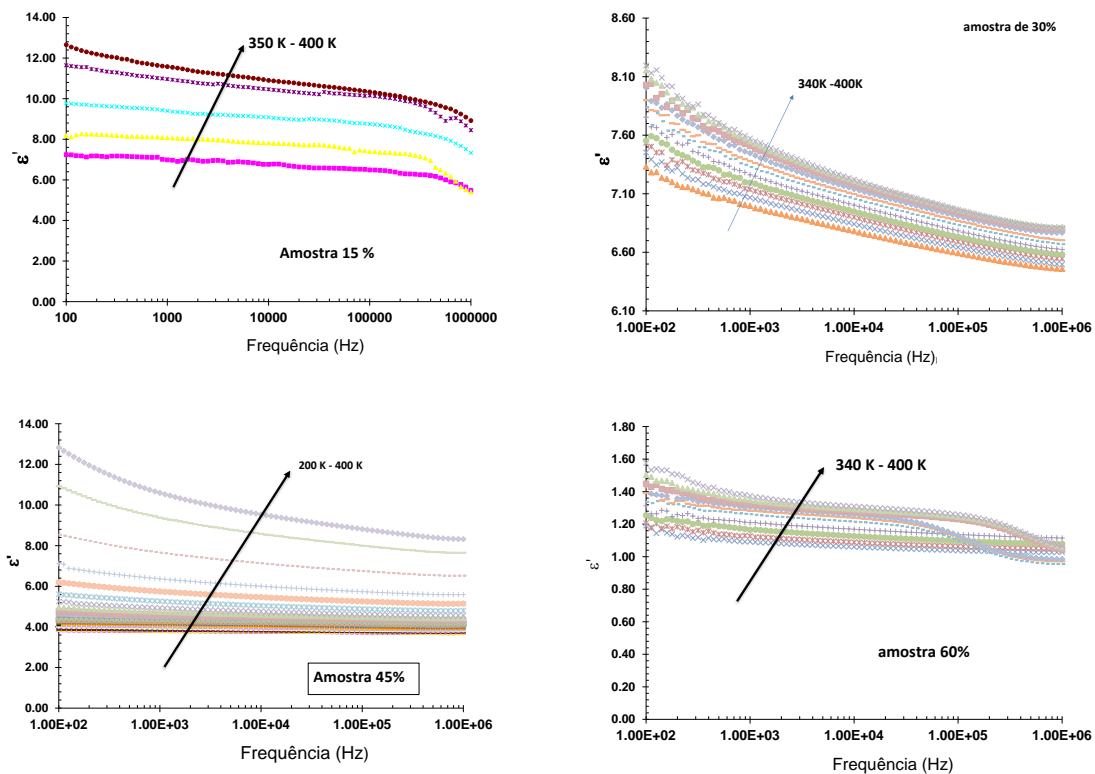 14.00
12.00
10.00
8.00
6.00
4.00
2.00
0.00
ε'
350 K - 400 K
Amostra 15 %
100
1000
10000
100000
1000000
Frequência (Hz)
8.60
8.10
7.60
7.10
6.60
6.10
ε'
amostra de 30%
340K -400K
1.00E+02
1.00E+03
1.00E+04
1.00E+05
1.00E+06
Frequência (Hz)
14.00
12.00
10.00
8.00
6.00
4.00
2.00
0.00
ε'
200 K - 400 K
Amostra 45%
1.00E+02
1.00E+03
1.00E+04
1.00E+05
1.00E+06
Frequência (Hz)
1.80
1.60
1.40
1.20
1.00
0.80
0.60
0.40
0.20
0.00
ε'
340 K - 400 K
amostra 60%
1.00E+02
1.00E+03
1.00E+04
1.00E+05
1.00E+06
Frequência (Hz)